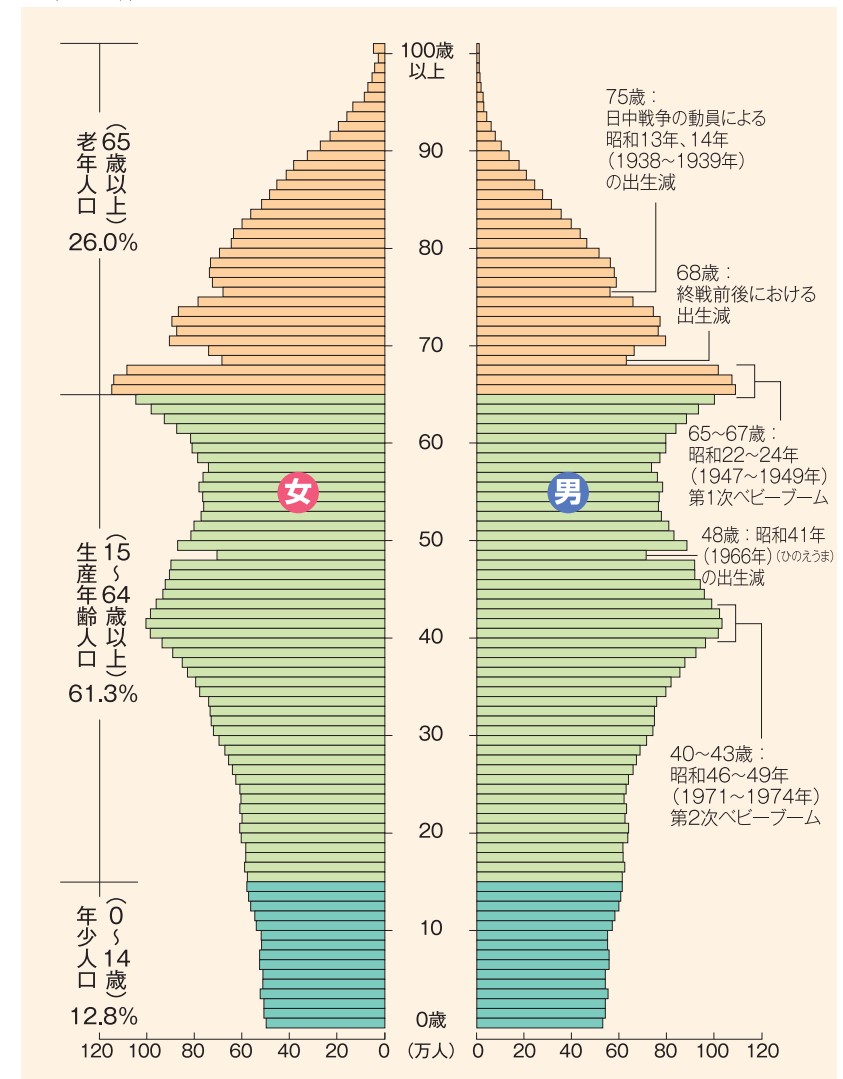 100歳
以上
90
80
70
60
50
40
30
20
10
0歳
老年人口
(65歳以上)
26.0%
生産年齢人口
(15~64歳以上)
61.3%
年少人口
(0~14歳)
12.8%
女
男
75歳:
日中戦争の動員による
昭和13年、14年
(1938~1939年)
の出生減
68歳:
終戦前後における
出生減
65~67歳:
昭和22~24年
(1947~1949年)
第1次ベビーブーム
48歳:昭和41年
(1966年)(ひのえうま)
の出生減
40~43歳:
昭和46~49年
(1971~1974年)
第2次ベビーブーム
120 100 80 60 40 20 0 (万人) 0 20 40 60 80 100 120